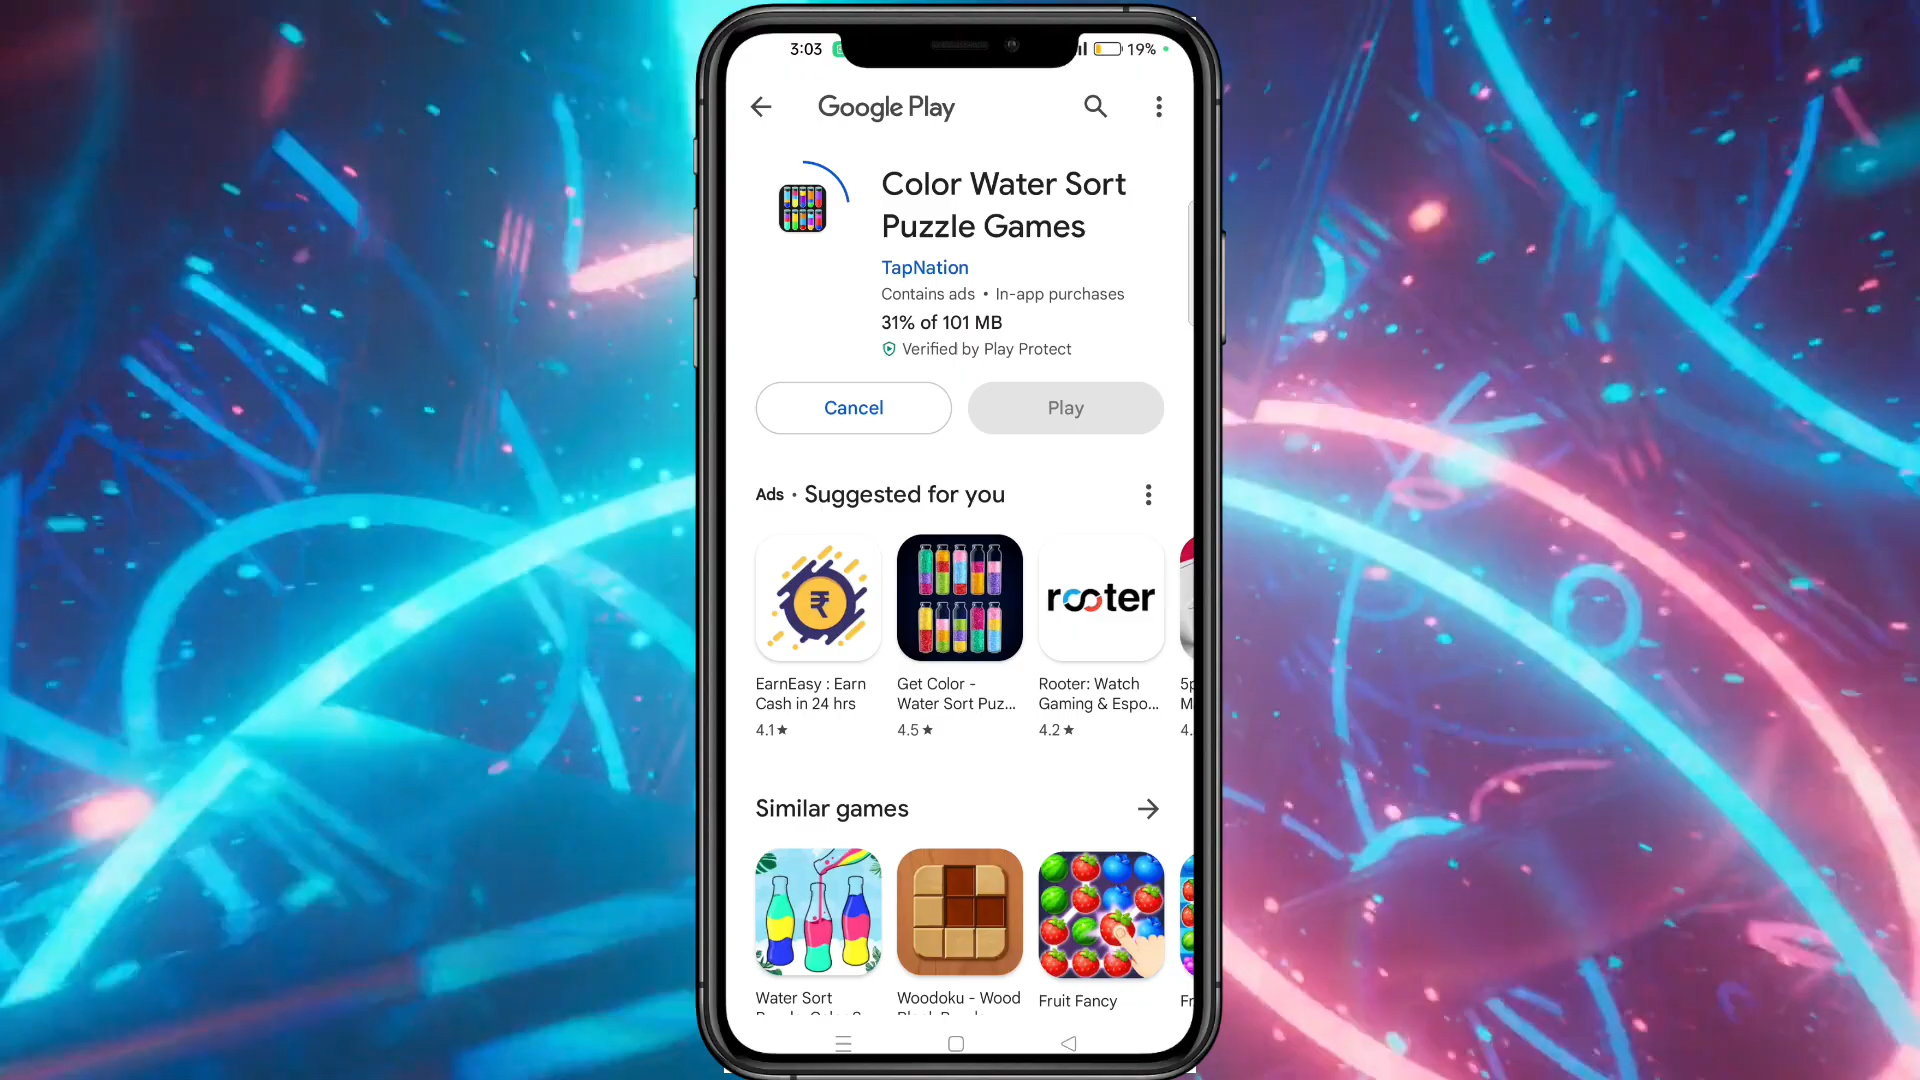 3:03
19%
Google Play
Color Water Sort
Puzzle Games
TapNation
Contains ads • In-app purchases
31% of 101 MB
Verified by Play Protect
Cancel
Play
Ads • Suggested for you
rooter
EarnEasy : Earn
Cash in 24 hrs
4.1★
Get Color -
Water Sort Puz...
4.5★
Rooter: Watch
Gaming & Espo...
4.2★
5p
M
4.
Similar games
Water Sort
Woodoku - Wood
Fruit Fancy
Fr